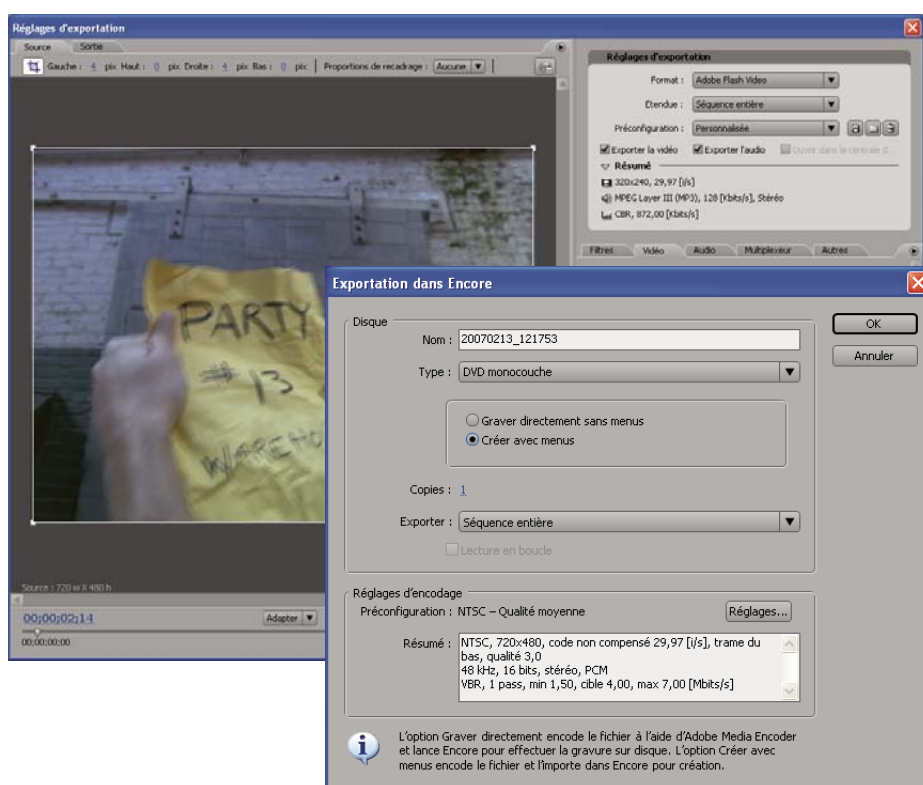 Réglages d'exportation
Source Sortie
Gauche : 4 pix Haut : 0 pix Droite : 4 pix Bas : 0 pix Proportions de recadrage : Aucune
Réglages d'exportation
Format : Adobe Flash Video
Etendue : Séquence entière
Préconfiguration : Personnalisée
Exporter la vidéo Exporter l'audio Ouvrir dans la centrale d...
Résumé
320x240, 29,97 [i/s]
MPEG Layer III (MP3), 128 [Kbits/s], Stéréo
CBR, 872,00 [Kbits/s]
Filtres Vidéo Audio Multiplexeur Autres
PARTY
# 13
Source : 720 w X 480 h
00;00;02;14 Adapter
00;00;00;00
Exportation dans Encore
Disque
Nom : 20070213_121753
Type : DVD monocouche
Graver directement sans menus
Créer avec menus
Copies : 1
Exporter : Séquence entière
Lecture en boucle
Réglages d'encodage
Préconfiguration : NTSC – Qualité moyenne Réglages...
Résumé : NTSC, 720x480, code non compensé 29,97 [i/s], trame du
bas, qualité 3,0
48 kHz, 16 bits, stéréo, PCM
VBR, 1 pass, min 1,50, cible 4,00, max 7,00 [Mbits/s]
L'option Graver directement encode le fichier à l'aide d'Adobe Media Encoder
et lance Encore pour effectuer la gravure sur disque. L'option Créer avec
menus encode le fichier et l'importe dans Encore pour création.
OK
Annuler